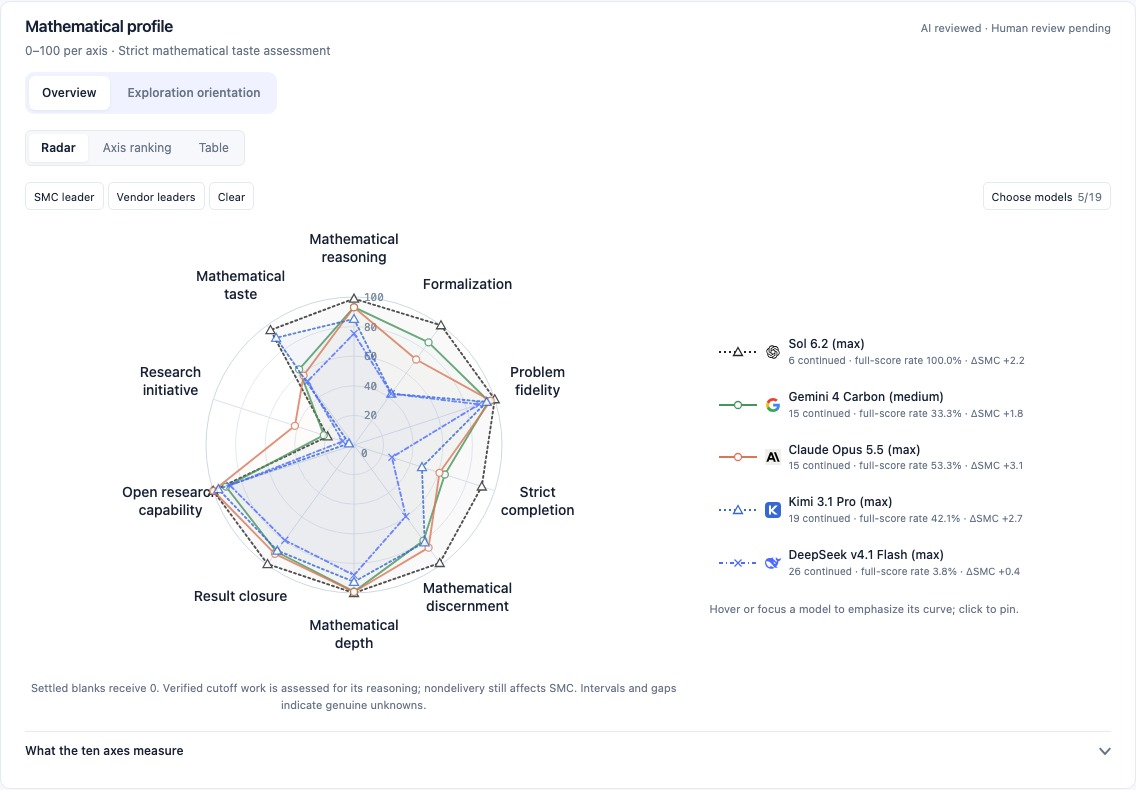 Mathematical profile
AI reviewed · Human review pending
0–100 per axis · Strict mathematical taste assessment
Overview
Exploration orientation
Radar
Axis ranking
Table
SMC leader
Vendor leaders
Clear
Choose models 5/19
Mathematical
reasoning
Formalization
Problem
fidelity
Strict
completion
Mathematical
discernment
Mathematical
depth
Result closure
Open research
capability
Research
initiative
Mathematical
taste
100
80
60
40
20
0
Sol 6.2 (max)
6 continued · full-score rate 100.0% · ΔSMC +2.2
Gemini 4 Carbon (medium)
15 continued · full-score rate 33.3% · ΔSMC +1.8
Claude Opus 5.5 (max)
15 continued · full-score rate 53.3% · ΔSMC +3.1
Kimi 3.1 Pro (max)
19 continued · full-score rate 42.1% · ΔSMC +2.7
DeepSeek v4.1 Flash (max)
26 continued · full-score rate 3.8% · ΔSMC +0.4
Hover or focus a model to emphasize its curve; click to pin.
Settled blanks receive 0. Verified cutoff work is assessed for its reasoning; nondelivery still affects SMC. Intervals and gaps
indicate genuine unknowns.
What the ten axes measure